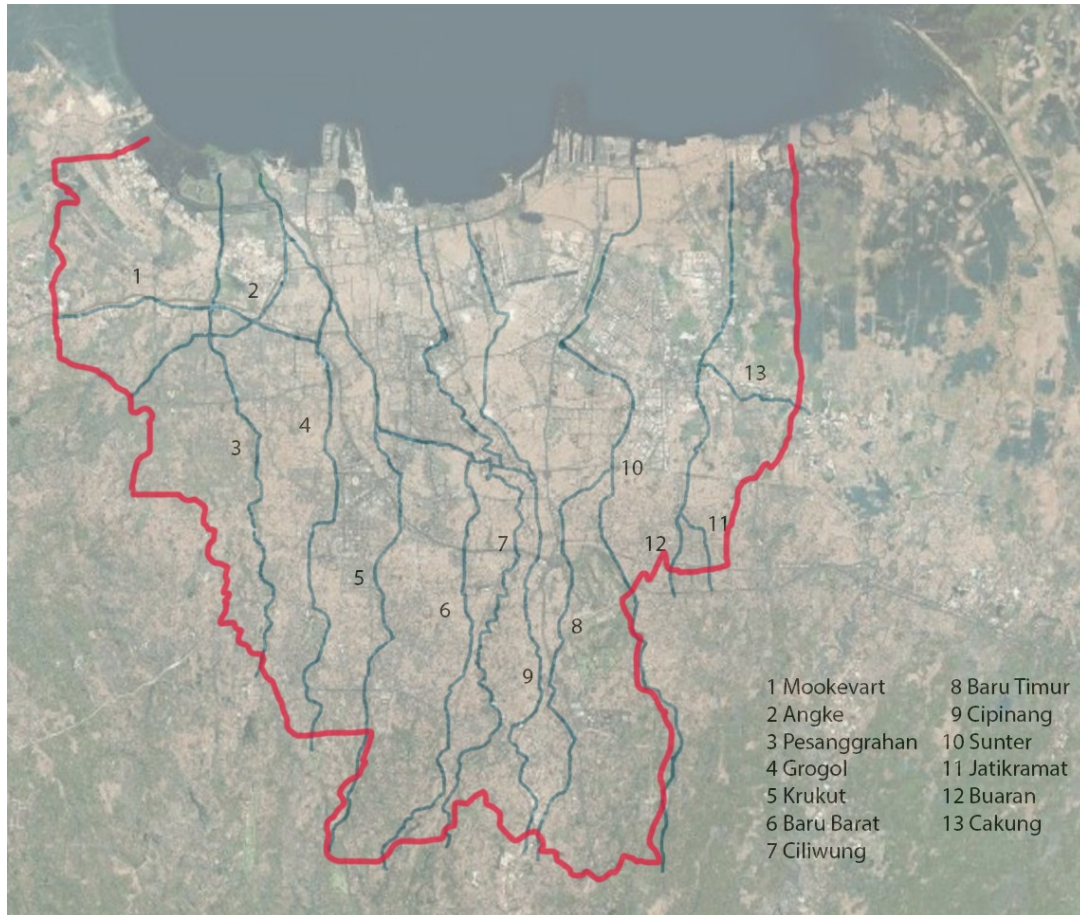 1
2
13
3
4
10
11
7
12
5
6
8
9
1 Mookevart
2 Angke
3 Pesanggrahan
4 Grogol
5 Krukut
6 Baru Barat
7 Ciliwung
8 Baru Timur
9 Cipinang
10 Sunter
11 Jatikramat
12 Buaran
13 Cakung